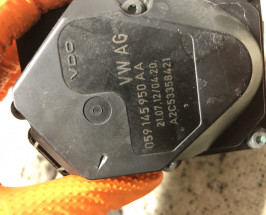 VDO
VW AG
059 145 950 AA
21.07.12/04:20,
A2C53358421